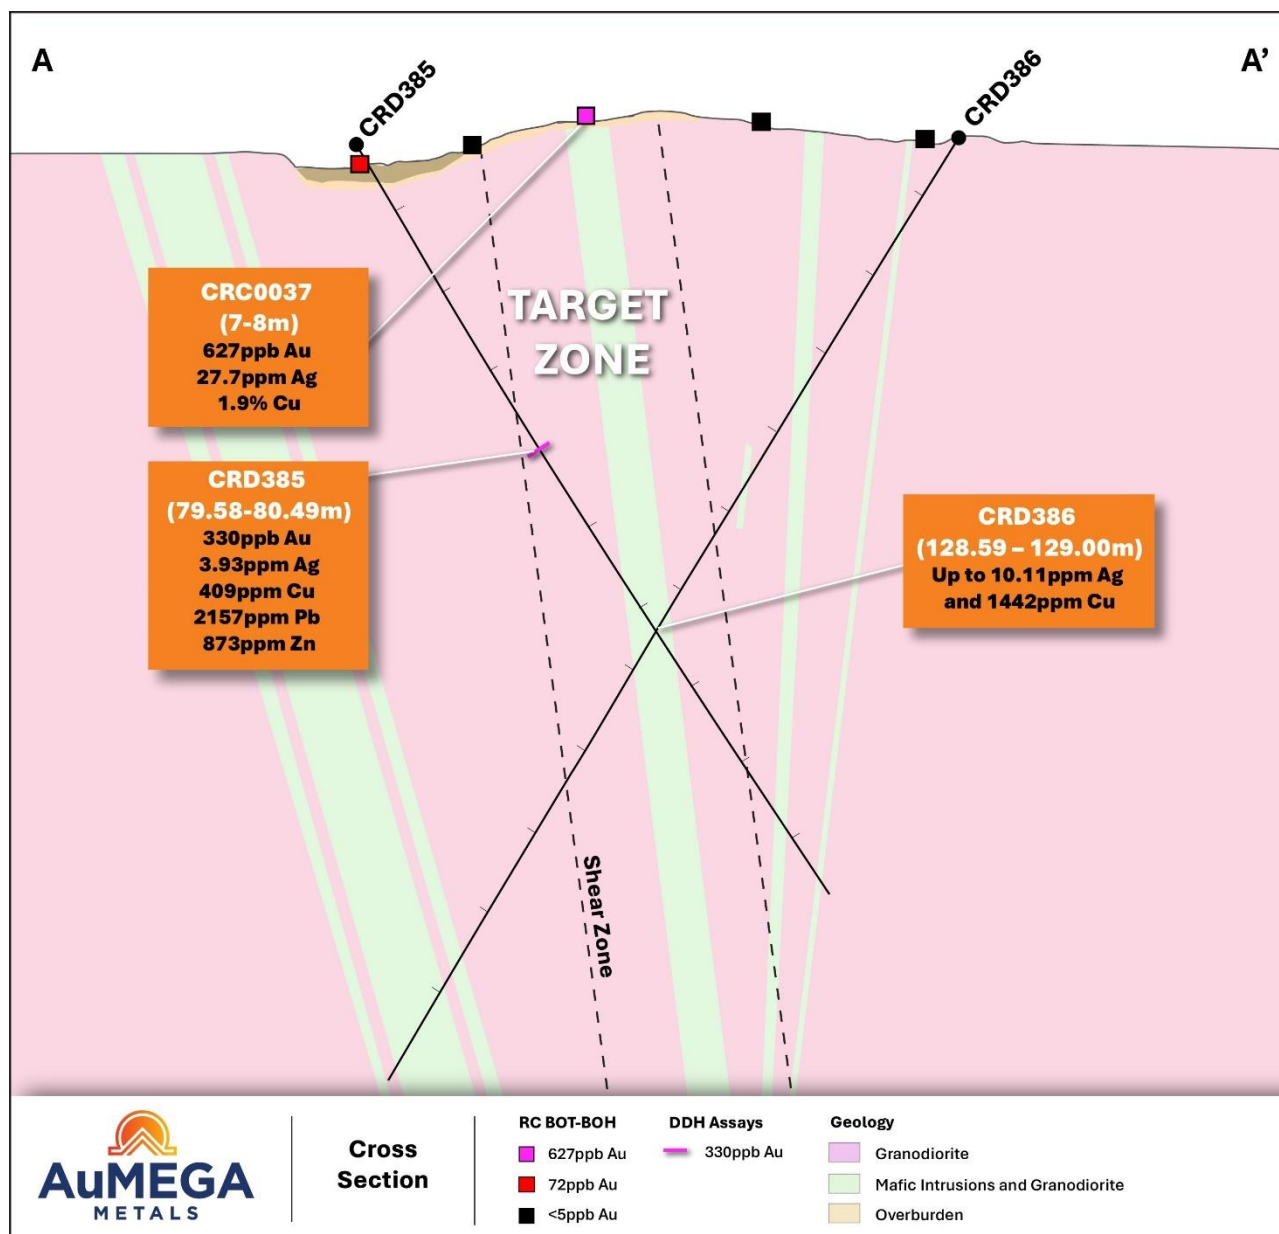 A
A’
CRD385
CRD386
CRC0037
(7-8m)
627ppb Au
27.7ppm Ag
1.9% Cu
TARGET
ZONE
CRD385
(79.58-80.49m)
330ppb Au
3.93ppm Ag
409ppm Cu
2157ppm Pb
873ppm Zn
CRD386
(128.59 – 129.00m)
Up to 10.11ppm Ag
and 1442ppm Cu
Shear Zone
AuMEGA
METALS
Cross
Section
RC BOT-BOH
627ppb Au
72ppb Au
<5ppb Au
DDH Assays
330ppb Au
Geology
Granodiorite
Mafic Intrusions and Granodiorite
Overburden